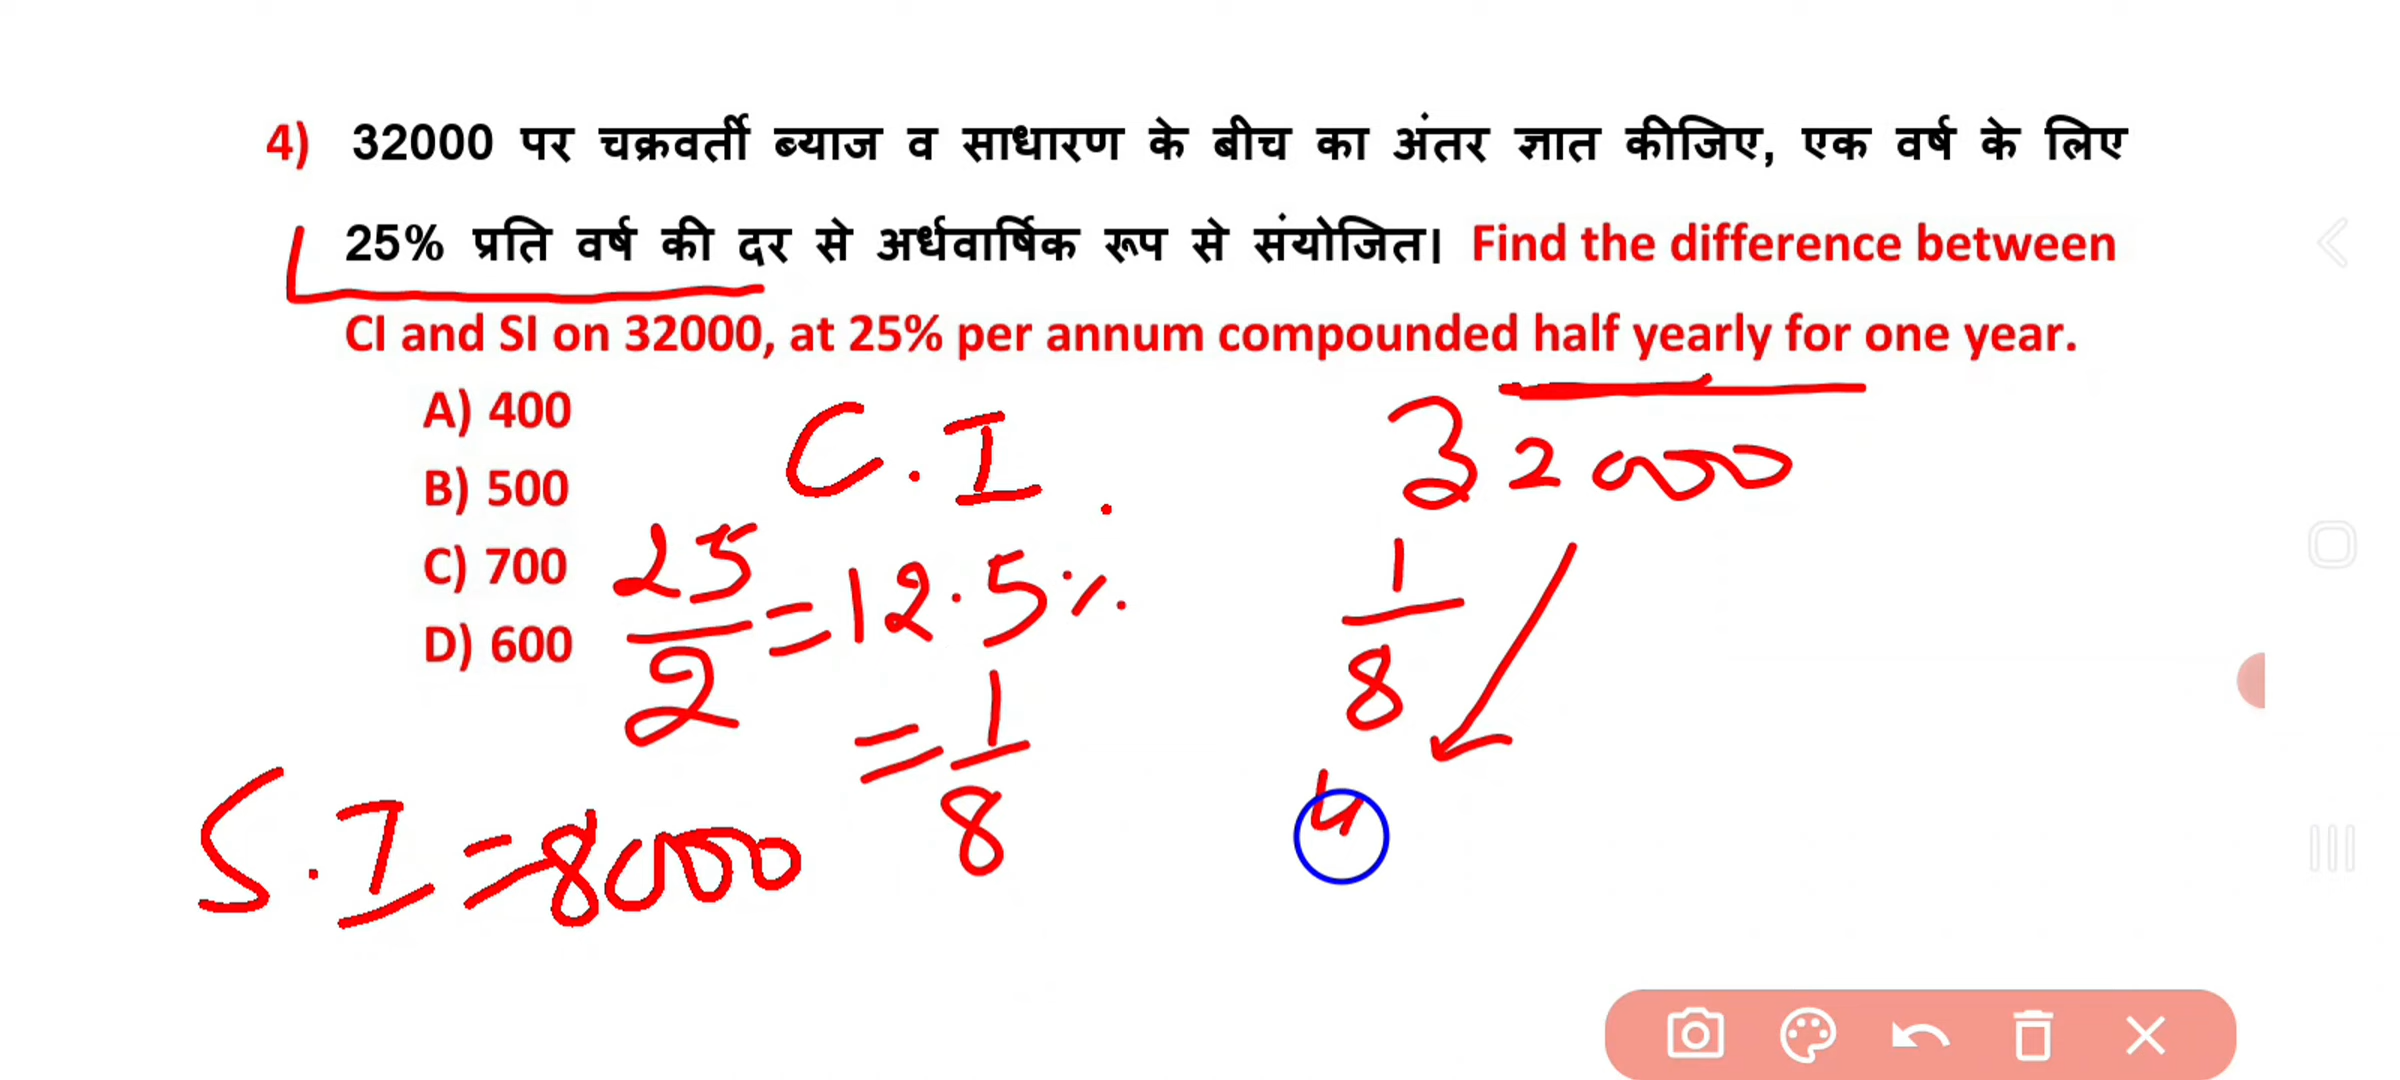 4) 32000 पर चक्रवर्ती ब्याज व साधारण के बीच का अंतर ज्ञात कीजिए, एक वर्ष के लिए
25% प्रति वर्ष की दर से अर्धवार्षिक रूप से संयोजित। Find the difference between
CI and SI on 32000, at 25% per annum compounded half yearly for one year.
A) 400
B) 500
C) 700
D) 600
C.I.
25/2 = 12.5%
= 1/8
S.I = 8000
32000
1/8
4